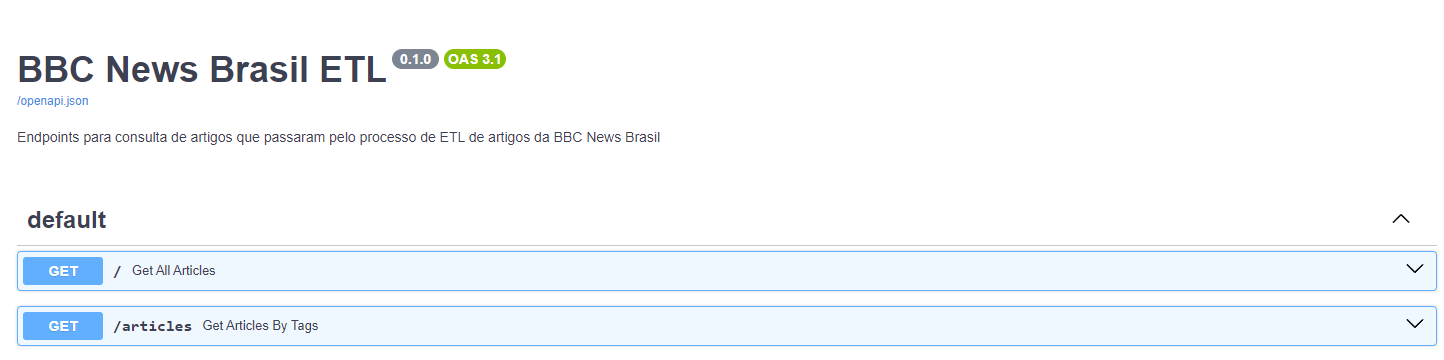 BBC News Brasil ETL 0.1.0 OAS 3.1
/openapi.json
Endpoints para consulta de artigos que passaram pelo processo de ETL de artigos da BBC News Brasil
default
GET / Get All Articles
GET /articles Get Articles By Tags